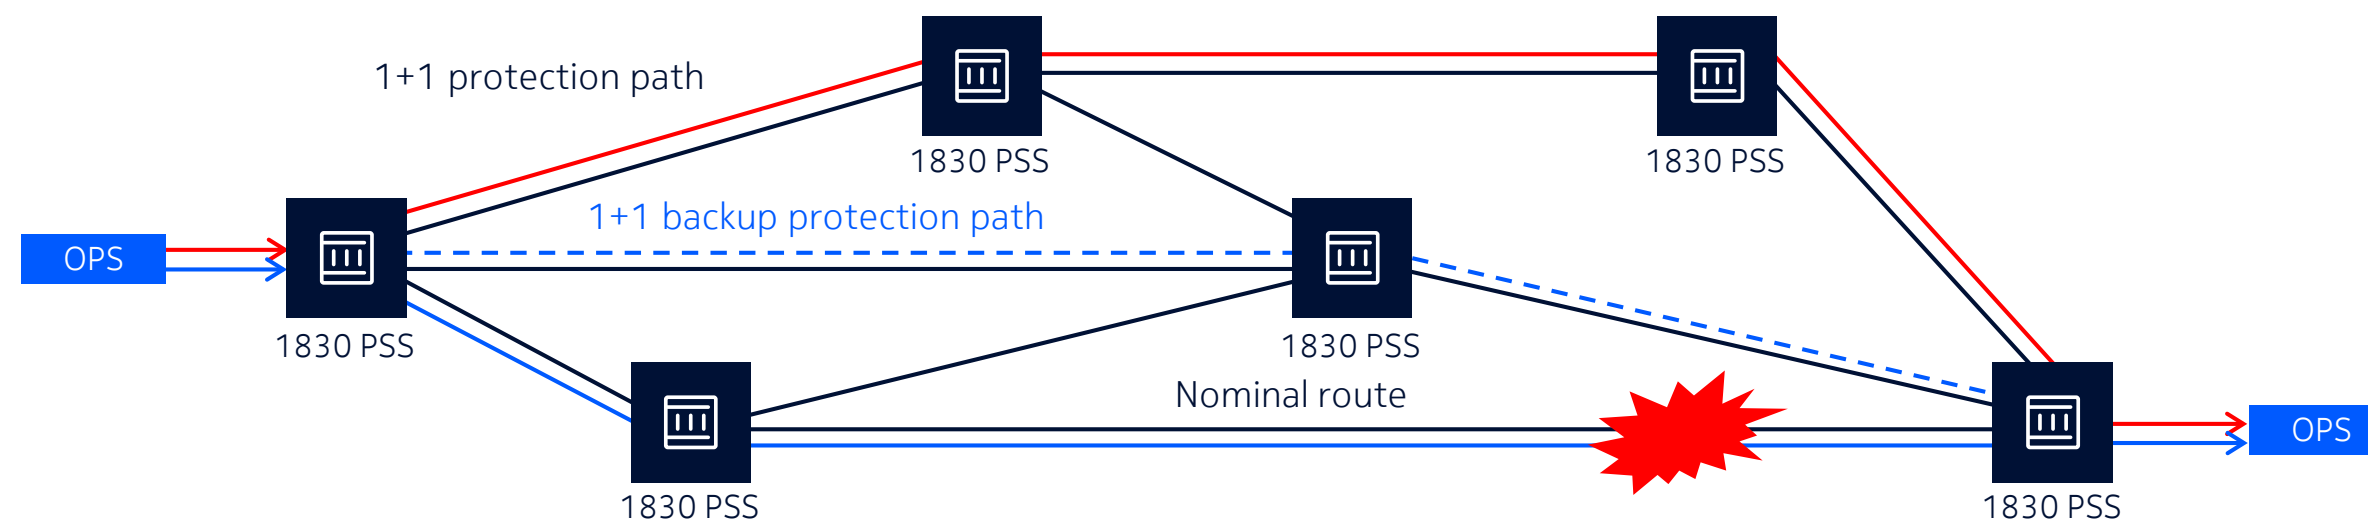 1+1 protection path
1830 PSS
1830 PSS
1+1 backup protection path
OPS
1830 PSS
1830 PSS
Nominal route
OPS
1830 PSS
1830 PSS